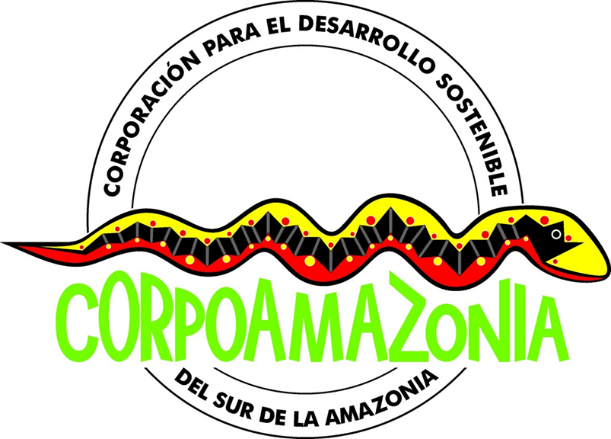 CORPORACIÓN PARA EL DESARROLLO SOSTENIBLE
CORPOAMAZONIA
DEL SUR DE LA AMAZONIA